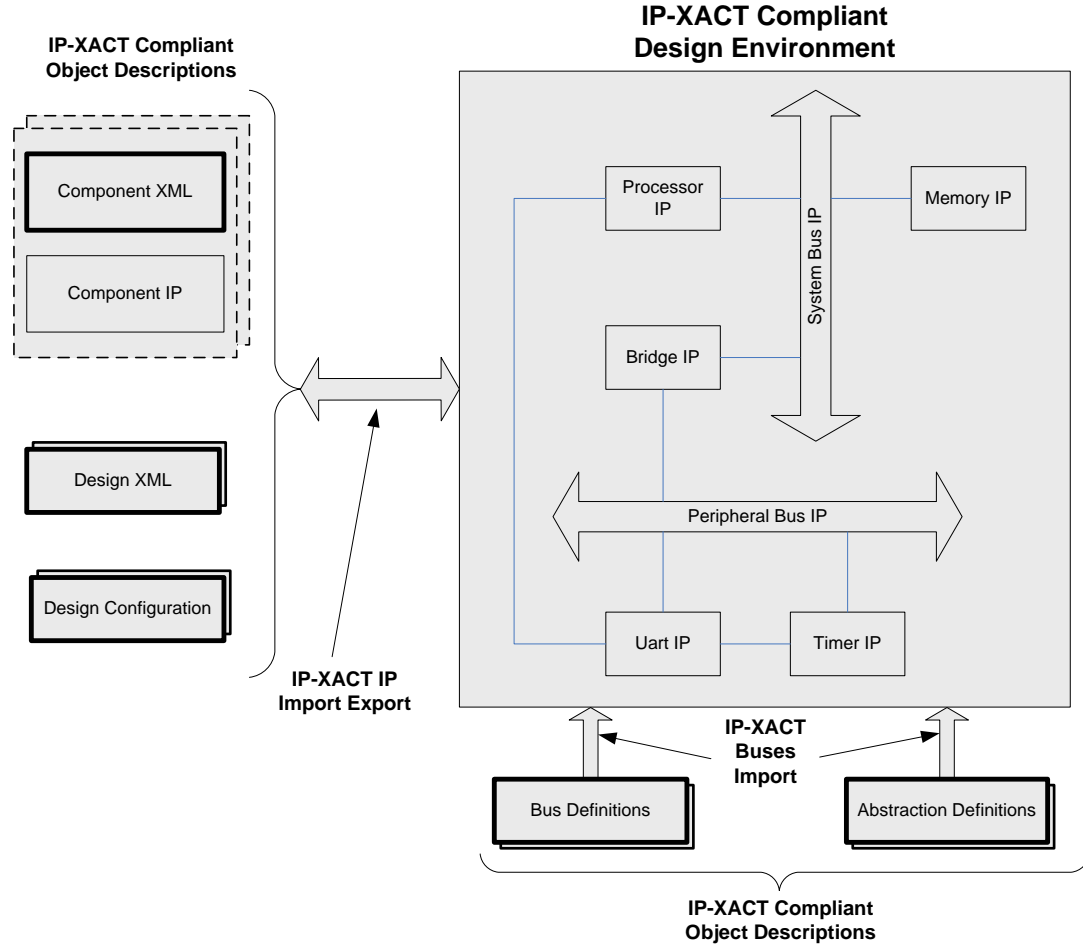 IP-XACT Compliant
Design Environment
IP-XACT Compliant
Object Descriptions
Component XML
Component IP
Design XML
Design Configuration
IP-XACT IP
Import Export
Processor
IP
System Bus IP
Memory IP
Bridge IP
Peripheral Bus IP
Uart IP
Timer IP
IP-XACT
Buses
Import
Bus Definitions
Abstraction Definitions
IP-XACT Compliant
Object Descriptions